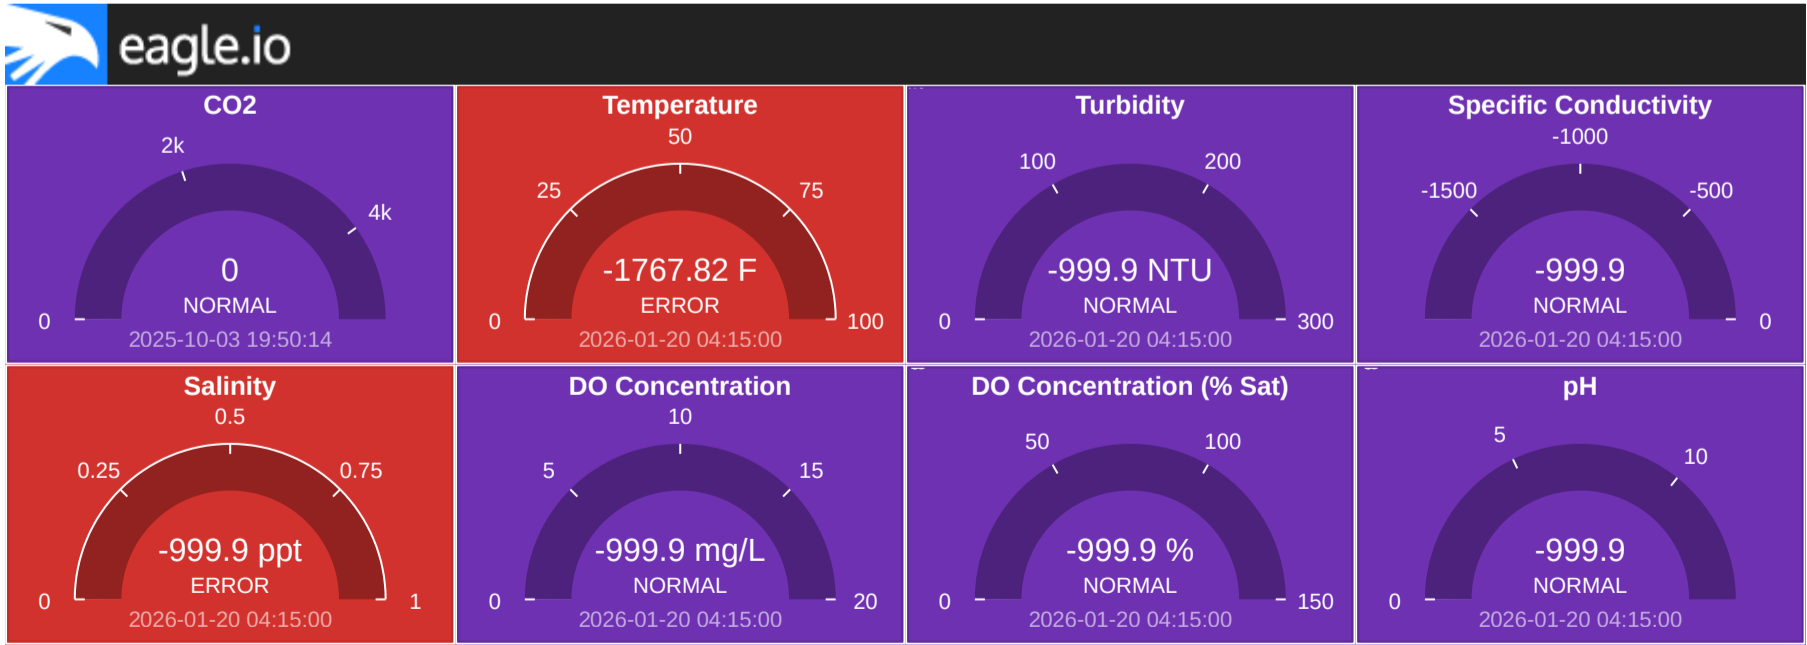 eagle.io
CO2
2k
4k
0
NORMAL
0
2025-10-03 19:50:14
Temperature
50
25
75
-1767.82 F
ERROR
0
100
2026-01-20 04:15:00
Turbidity
100
200
-999.9 NTU
NORMAL
0
300
2026-01-20 04:15:00
Specific Conductivity
-1000
-1500
-500
-999.9
NORMAL
0
2026-01-20 04:15:00
Salinity
0.5
0.25
0.75
-999.9 ppt
ERROR
0
1
2026-01-20 04:15:00
DO Concentration
10
5
15
-999.9 mg/L
NORMAL
0
20
2026-01-20 04:15:00
DO Concentration (% Sat)
50
100
-999.9 %
NORMAL
0
150
2026-01-20 04:15:00
pH
5
10
-999.9
NORMAL
0
2026-01-20 04:15:00